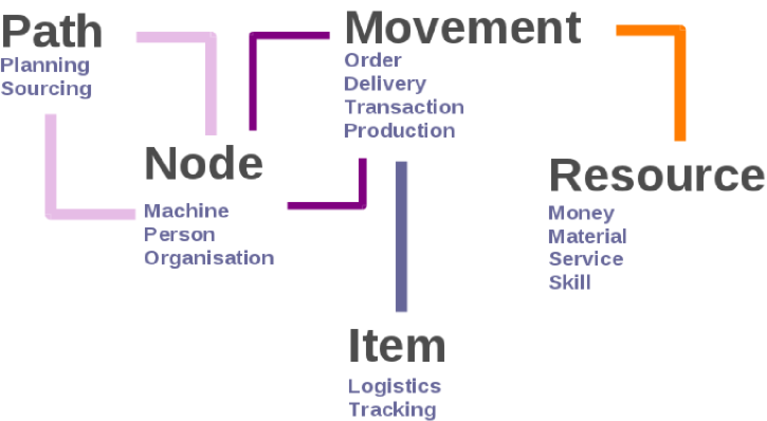 Path
Planning
Sourcing
Movement
Order
Delivery
Transaction
Production
Node
Machine
Person
Organisation
Resource
Money
Material
Service
Skill
Item
Logistics
Tracking